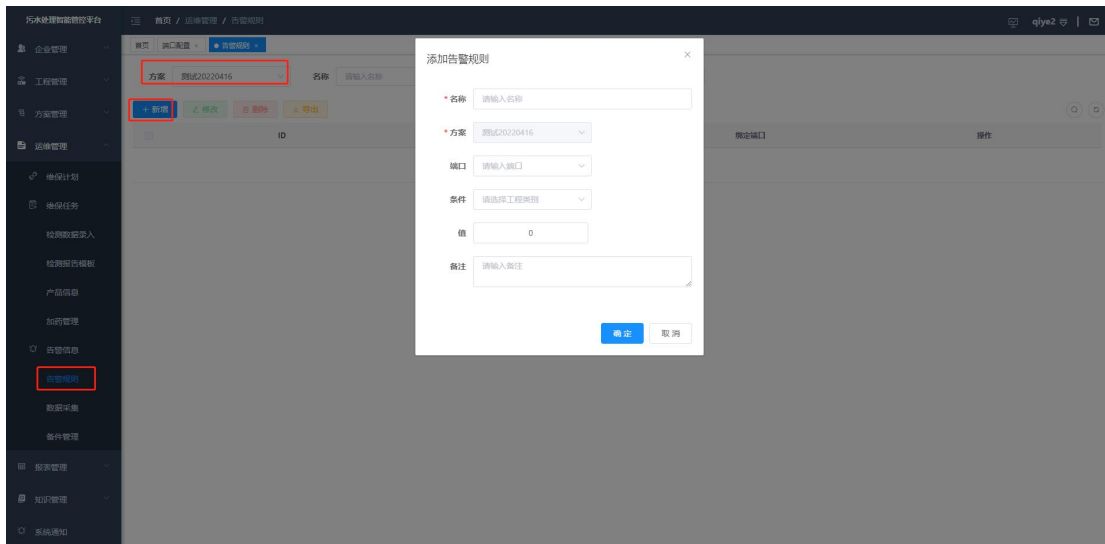 污水处理智能管控平台
首页 / 运维管理 / 告警规则
qiye2
企业管理
工程管理
方案管理
运维管理
维保计划
维保任务
检测数据录入
检测报告模板
产品信息
加药管理
告警信息
告警规则
数据采集
备件管理
报表管理
知识管理
系统通知
首页 端口配置 × 告警规则 ×
方案 测试20220416 名称 请输入名称
+ 新增 修改 删除 导出
ID 绑定端口 操作
添加告警规则 ×
* 名称 请输入名称
* 方案 测试20220416
端口 请输入端口
条件 请选择工程类别
值 0
备注 请输入备注
确定 取消